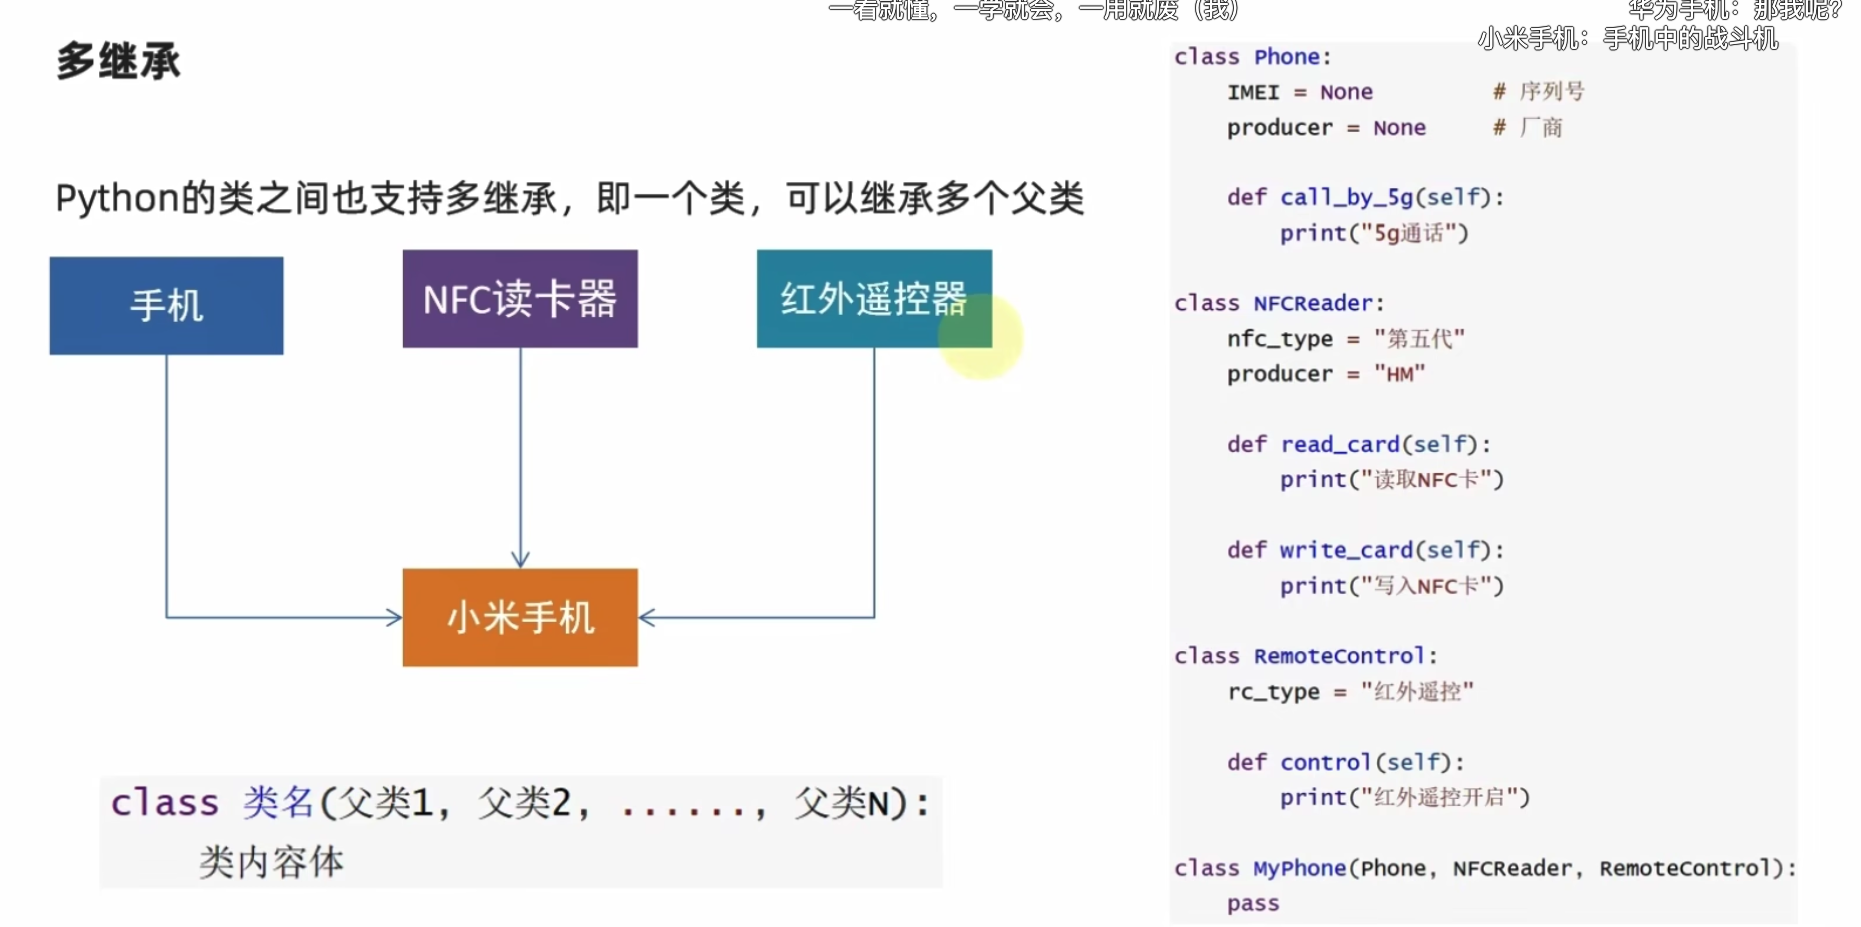 一看就懂，一学就会，一用就废（我)
华为手机：那我呢？
小米手机：手机中的战斗机
多继承
Python的类之间也支持多继承，即一个类，可以继承多个父类
手机
NFC读卡器
红外遥控器
小米手机
class 类名(父类1, 父类2, ......, 父类N):
    类内容体
class Phone:
    IMEI = None         # 序列号
    producer = None     # 厂商
    def call_by_5g(self):
        print("5g通话")
class NFCReader:
    nfc_type = "第五代"
    producer = "HM"
    def read_card(self):
        print("读取NFC卡")
    def write_card(self):
        print("写入NFC卡")
class RemoteControl:
    rc_type = "红外遥控"
    def control(self):
        print("红外遥控开启")
class MyPhone(Phone, NFCReader, RemoteControl):
    pass